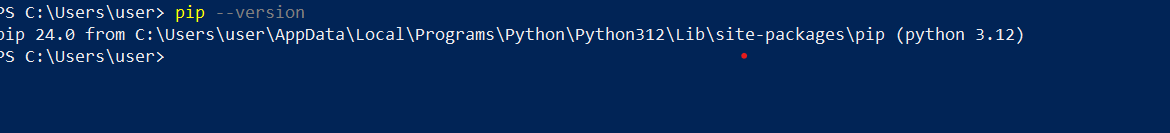 PS C:\Users\user> pip --version
pip 24.0 from C:\Users\user\AppData\Local\Programs\Python\Python312\Lib\site-packages\pip (python 3.12)
PS C:\Users\user>